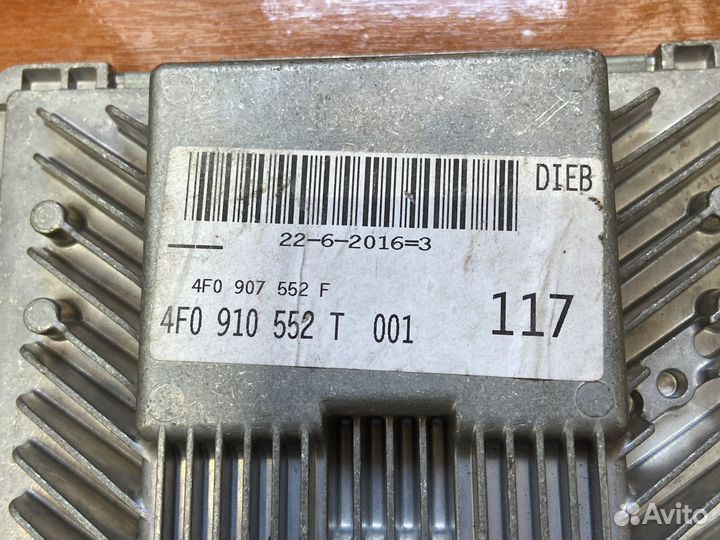 DIEB
22-6-2016=3
4F0 907 552 F
4F0 910 552 T 001 117
Avito